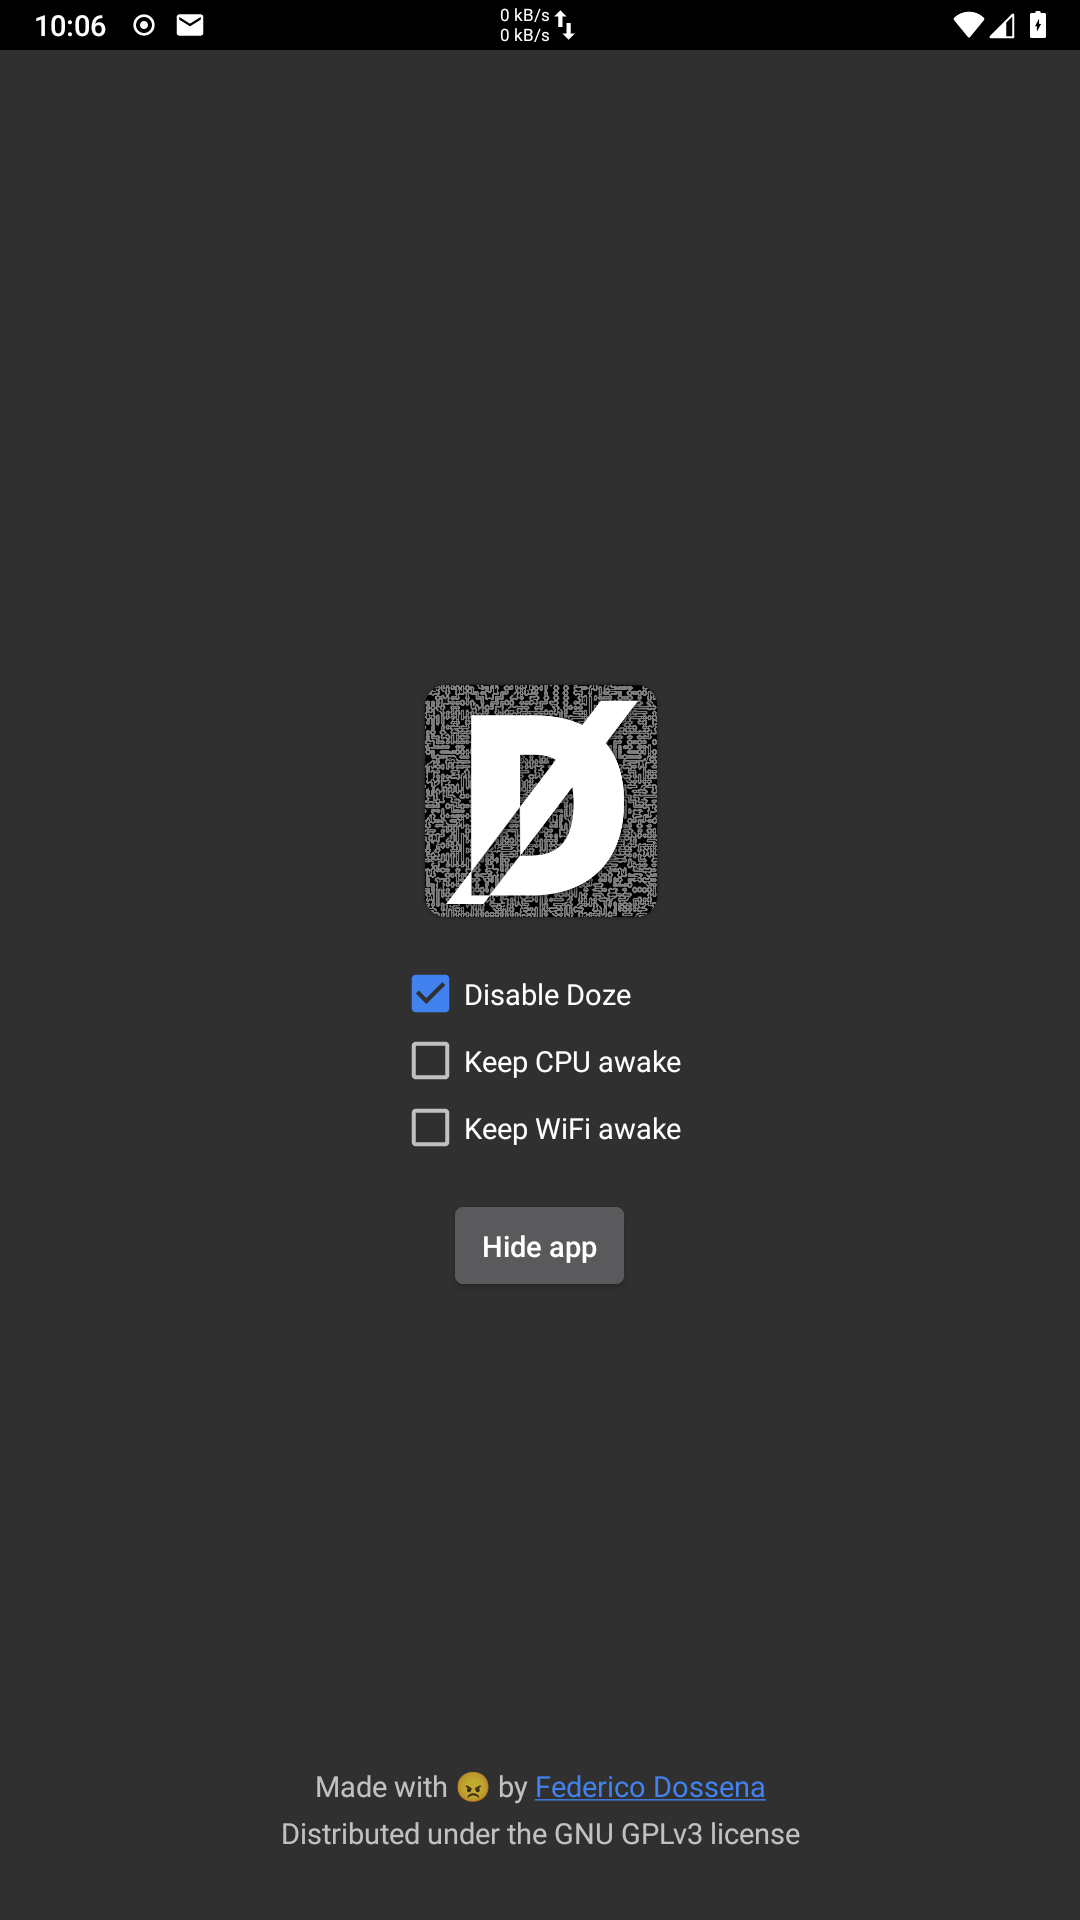 10:06
0 kB/s
0 kB/s
D
Disable Doze
Keep CPU awake
Keep WiFi awake
Hide app
Made with 😠 by Federico Dossena
Distributed under the GNU GPLv3 license